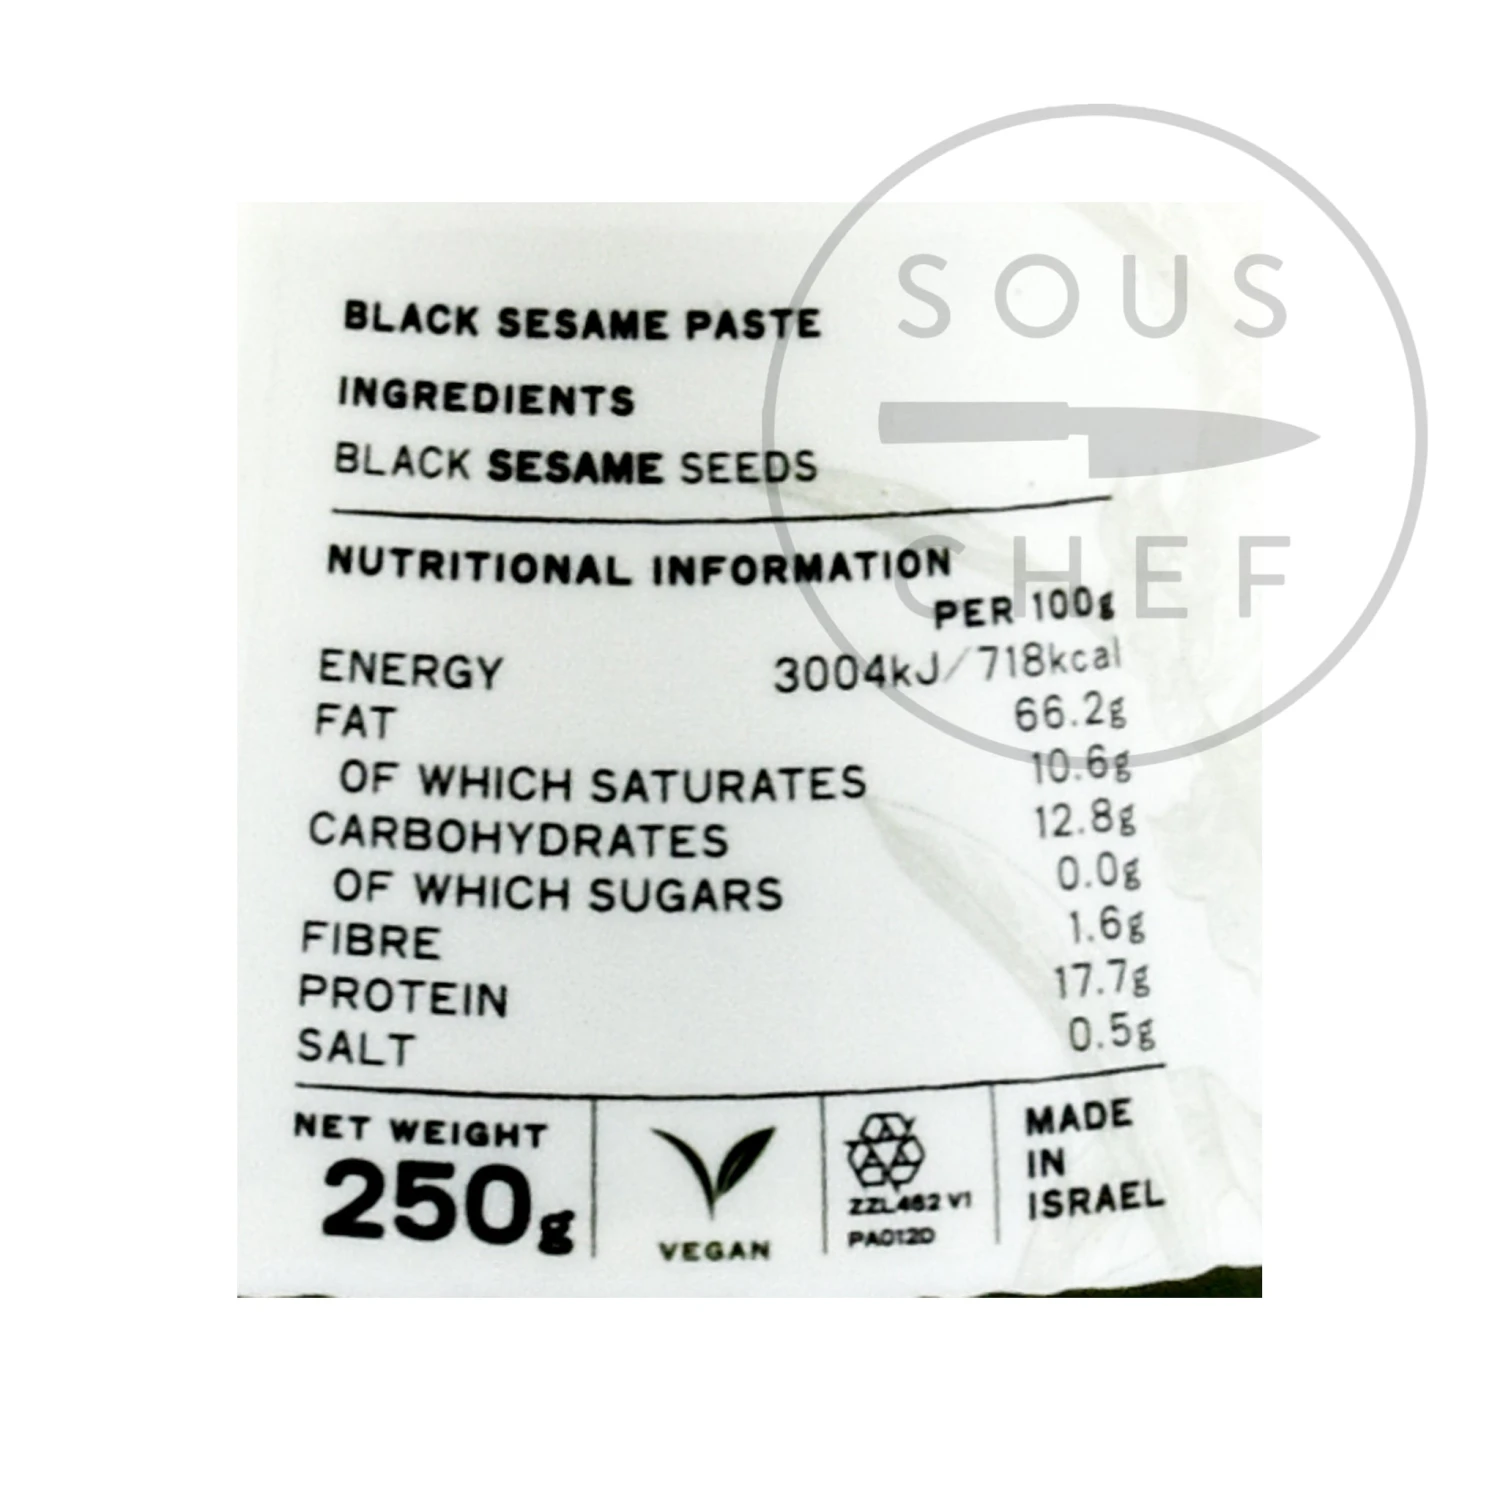 SOUS
CHEF
BLACK SESAME PASTE
INGREDIENTS
BLACK SESAME SEEDS
NUTRITIONAL INFORMATION
PER 100g
ENERGY 3004kJ/718kcal
FAT 66.2g
OF WHICH SATURATES 10.6g
CARBOHYDRATES 12.8g
OF WHICH SUGARS 0.0g
FIBRE 1.6g
PROTEIN 17.7g
SALT 0.5g
NET WEIGHT
250g
VEGAN
ZZL462 V1
PA012D
MADE
IN
ISRAEL